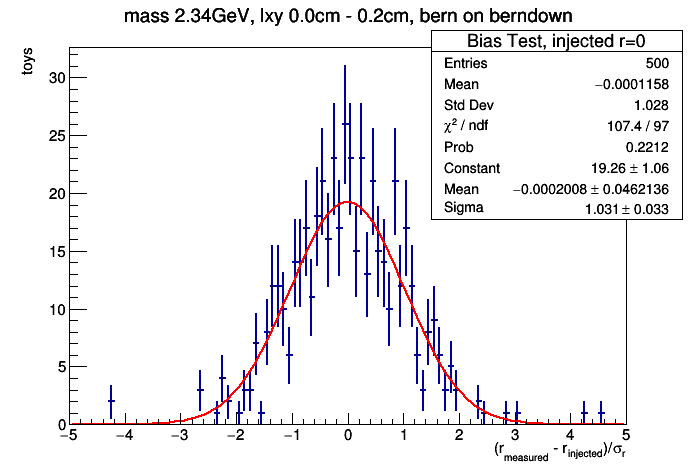 mass 2.34GeV, lxy 0.0cm - 0.2cm, bern on berndown
Bias Test, injected r=0
Entries 500
Mean −0.0001158
Std Dev 1.028
χ² / ndf 107.4 / 97
Prob 0.2212
Constant 19.26 ± 1.06
Mean −0.0002008 ± 0.0462136
Sigma 1.031 ± 0.033
toys
30
25
20
15
10
5
0
−5 −4 −3 −2 −1 0 1 2 3 4 5
(r_measured - r_injected)/σ_r